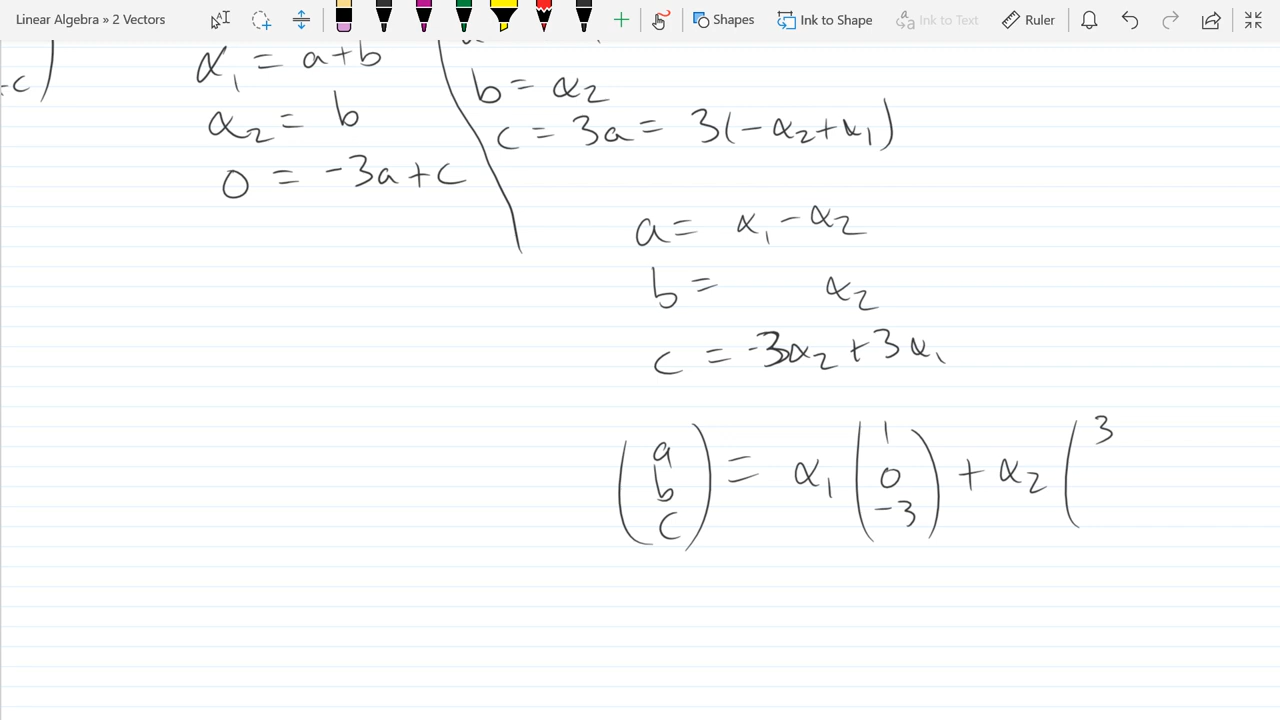 Linear Algebra » 2 Vectors
Shapes
Ink to Shape
Ink to Text
Ruler
c)
α₁ = a+b
α₂ = b
0 = -3a+c
b = α₂
c = 3a = 3(-α₂+α₁)
a = α₁-α₂
b = α₂
c = -3α₂+3α₁
(a b c) = α₁ (1 0 -3) + α₂ ( 3